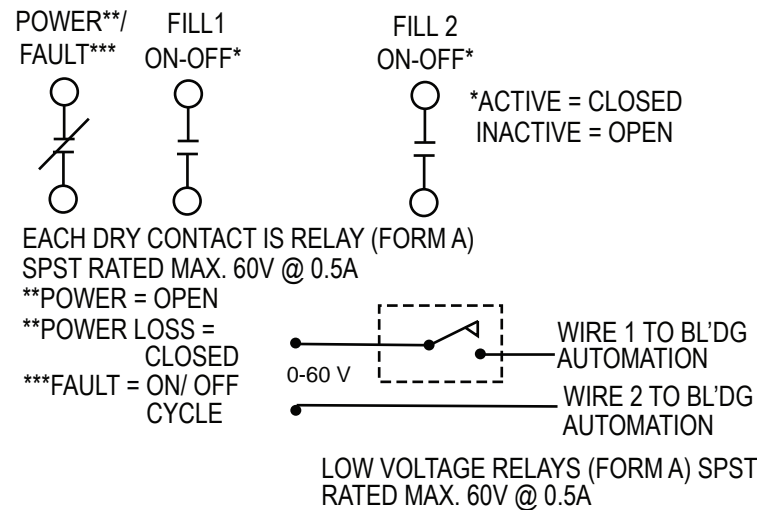 POWER**/
FAULT***
FILL1
ON-OFF*
FILL 2
ON-OFF*
*ACTIVE = CLOSED
INACTIVE = OPEN
EACH DRY CONTACT IS RELAY (FORM A)
SPST RATED MAX. 60V @ 0.5A
**POWER = OPEN
**POWER LOSS =
CLOSED
***FAULT = ON/ OFF
CYCLE
0-60 V
WIRE 1 TO BL'DG
AUTOMATION
WIRE 2 TO BL'DG
AUTOMATION
LOW VOLTAGE RELAYS (FORM A) SPST
RATED MAX. 60V @ 0.5A